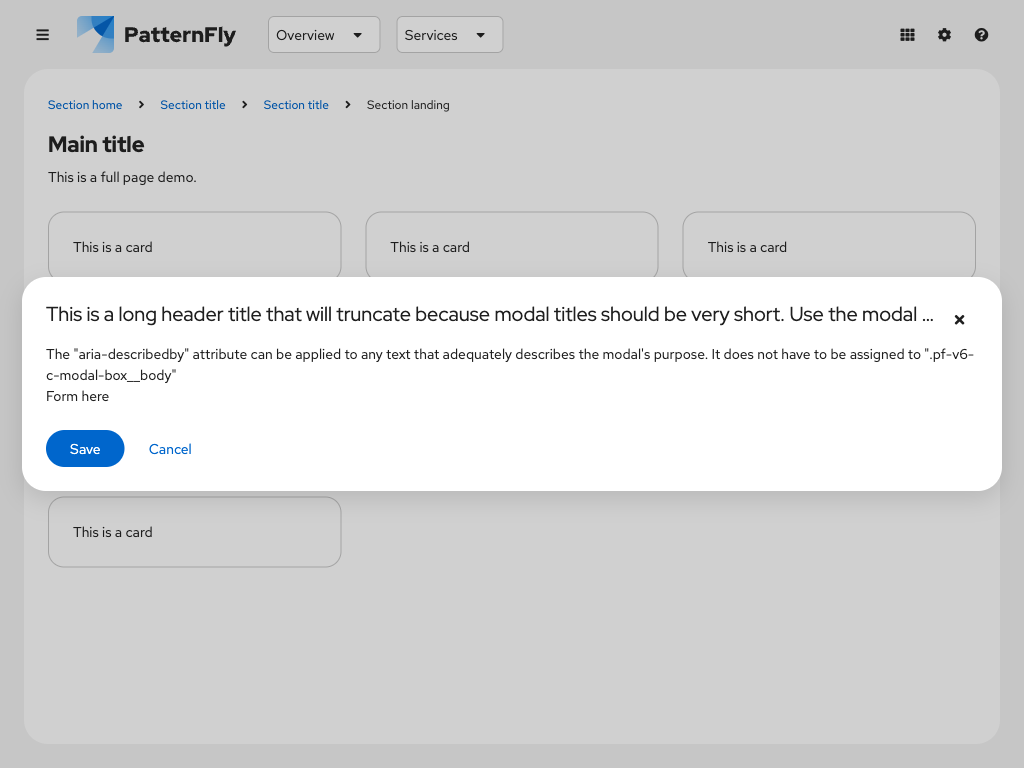 PatternFly
Overview
Services
Section home
Section title
Section title
Section landing
Main title
This is a full page demo.
This is a card
This is a card
This is a card
This is a long header title that will truncate because modal titles should be very short. Use the modal ...
The "aria-describedby" attribute can be applied to any text that adequately describes the modal's purpose. It does not have to be assigned to ".pf-v6-
c-modal-box__body"
Form here
Save
Cancel
This is a card